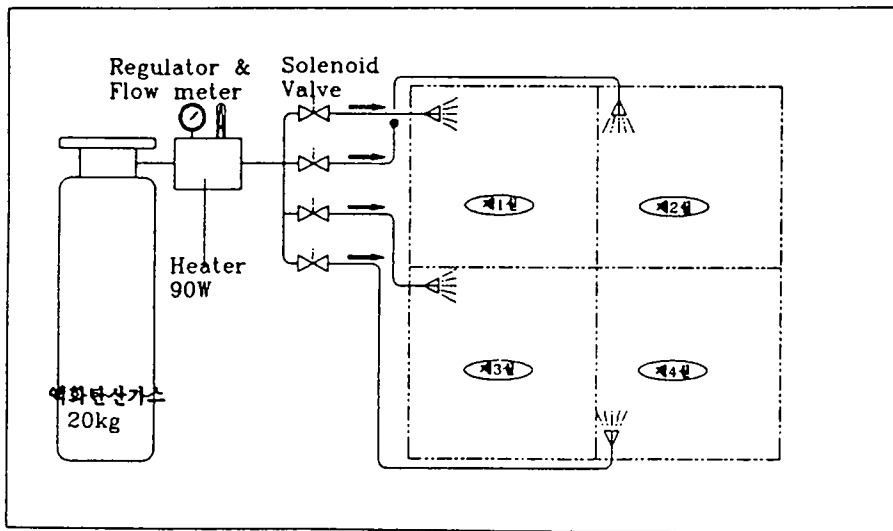 Regulator &
Flow meter
Solenoid
Valve
제1실
제2실
Heater
90W
액화탄산가스
20kg
제3실
제4실